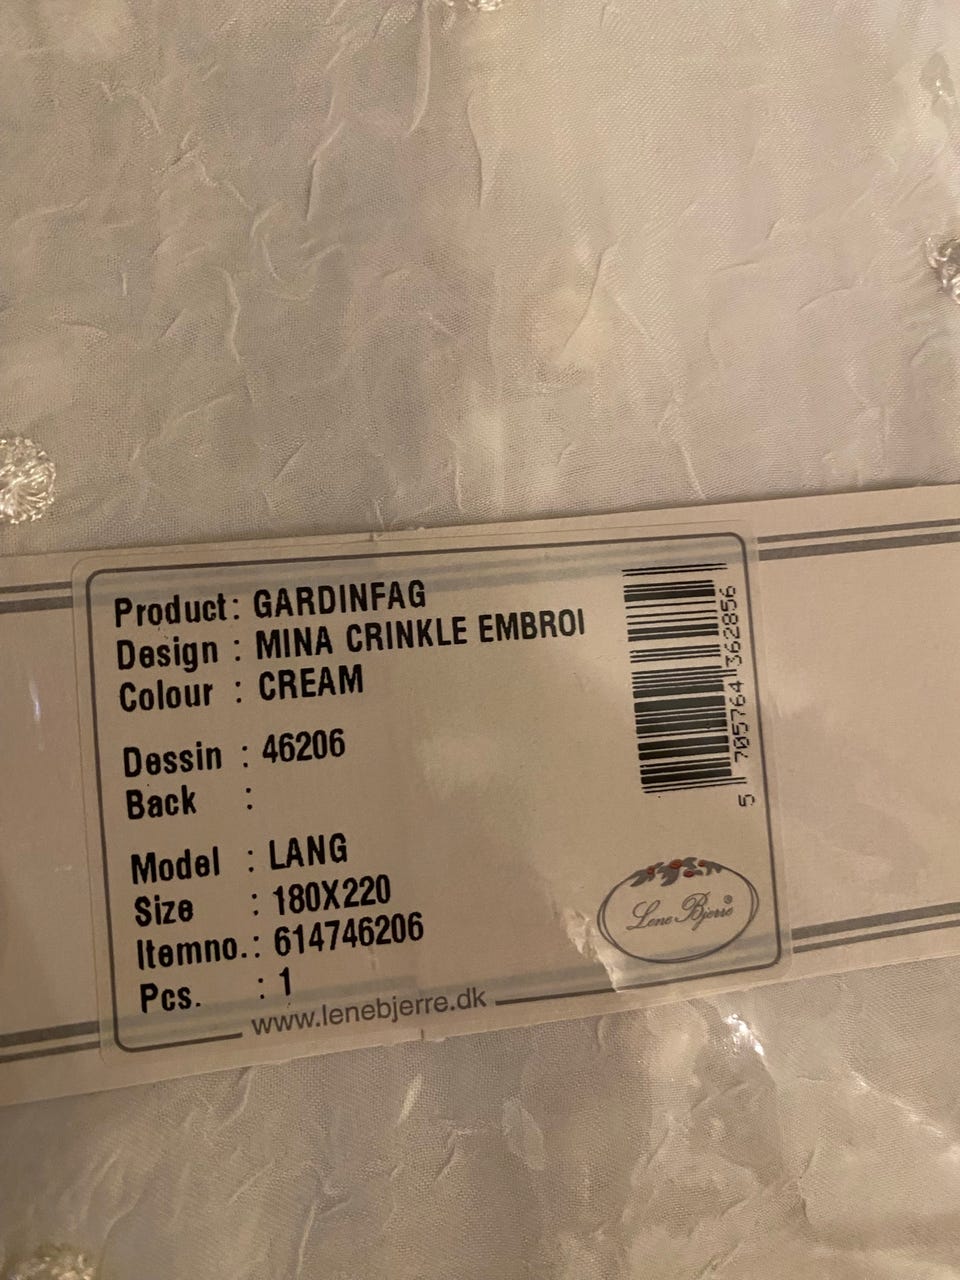 Product: GARDINFAG
Design : MINA CRINKLE EMBROI
Colour : CREAM
Dessin : 46206
Back :
Model : LANG
Size : 180X220
Itemno.: 614746206
Pcs. : 1
www.lenebjerre.dk
5 705764 362856
Lene Bjerre®